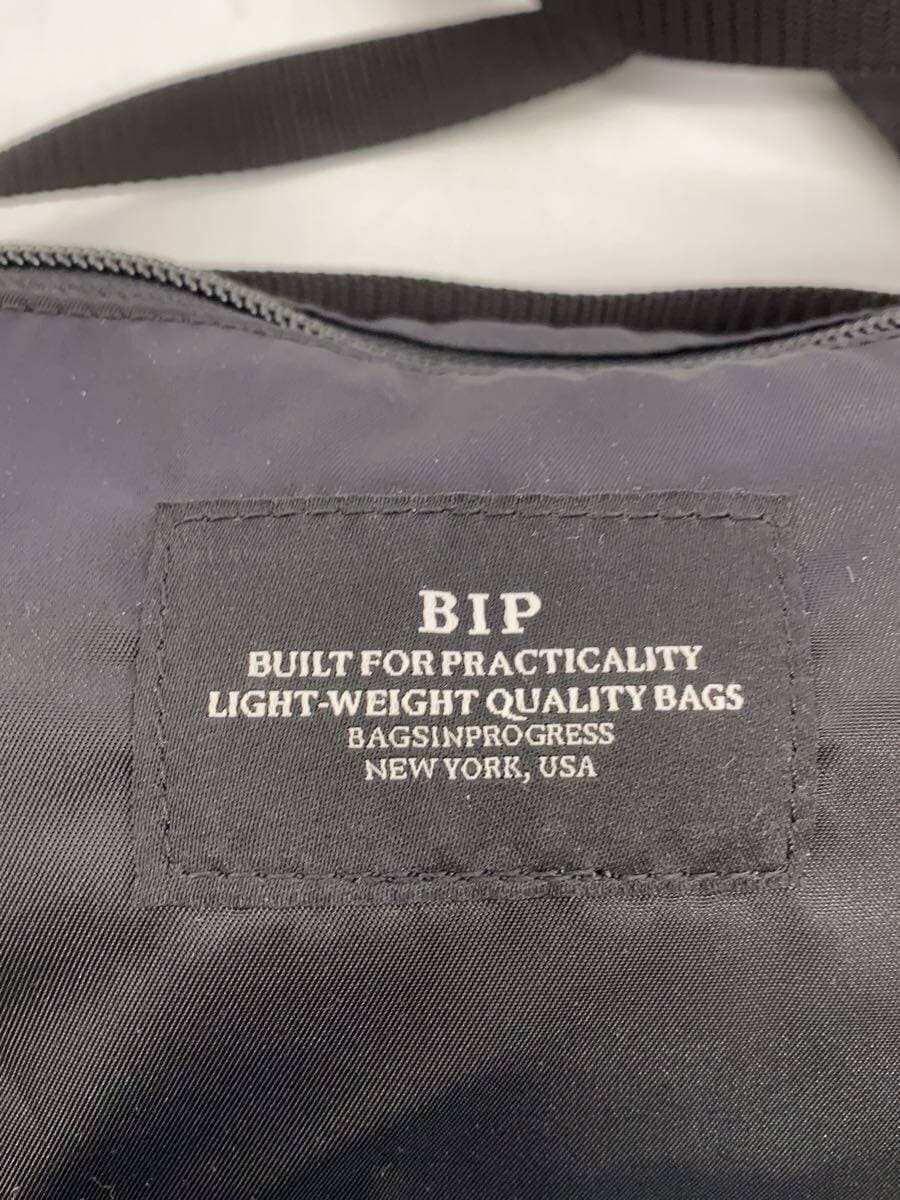 BIP
BUILT FOR PRACTICALITY
LIGHT-WEIGHT QUALITY BAGS
BAGSINPROGRESS
NEW YORK, USA